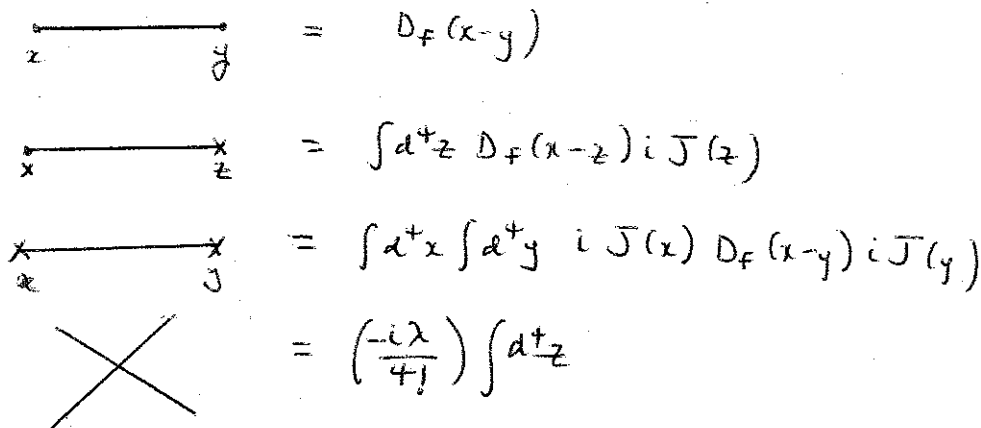 = D_F(x-y)
x y
= ∫d⁴z D_F(x-z) i J(z)
x z
= ∫d⁴x ∫d⁴y i J(x) D_F(x-y) i J(y)
x y
= (-iλ/4!) ∫d⁴z